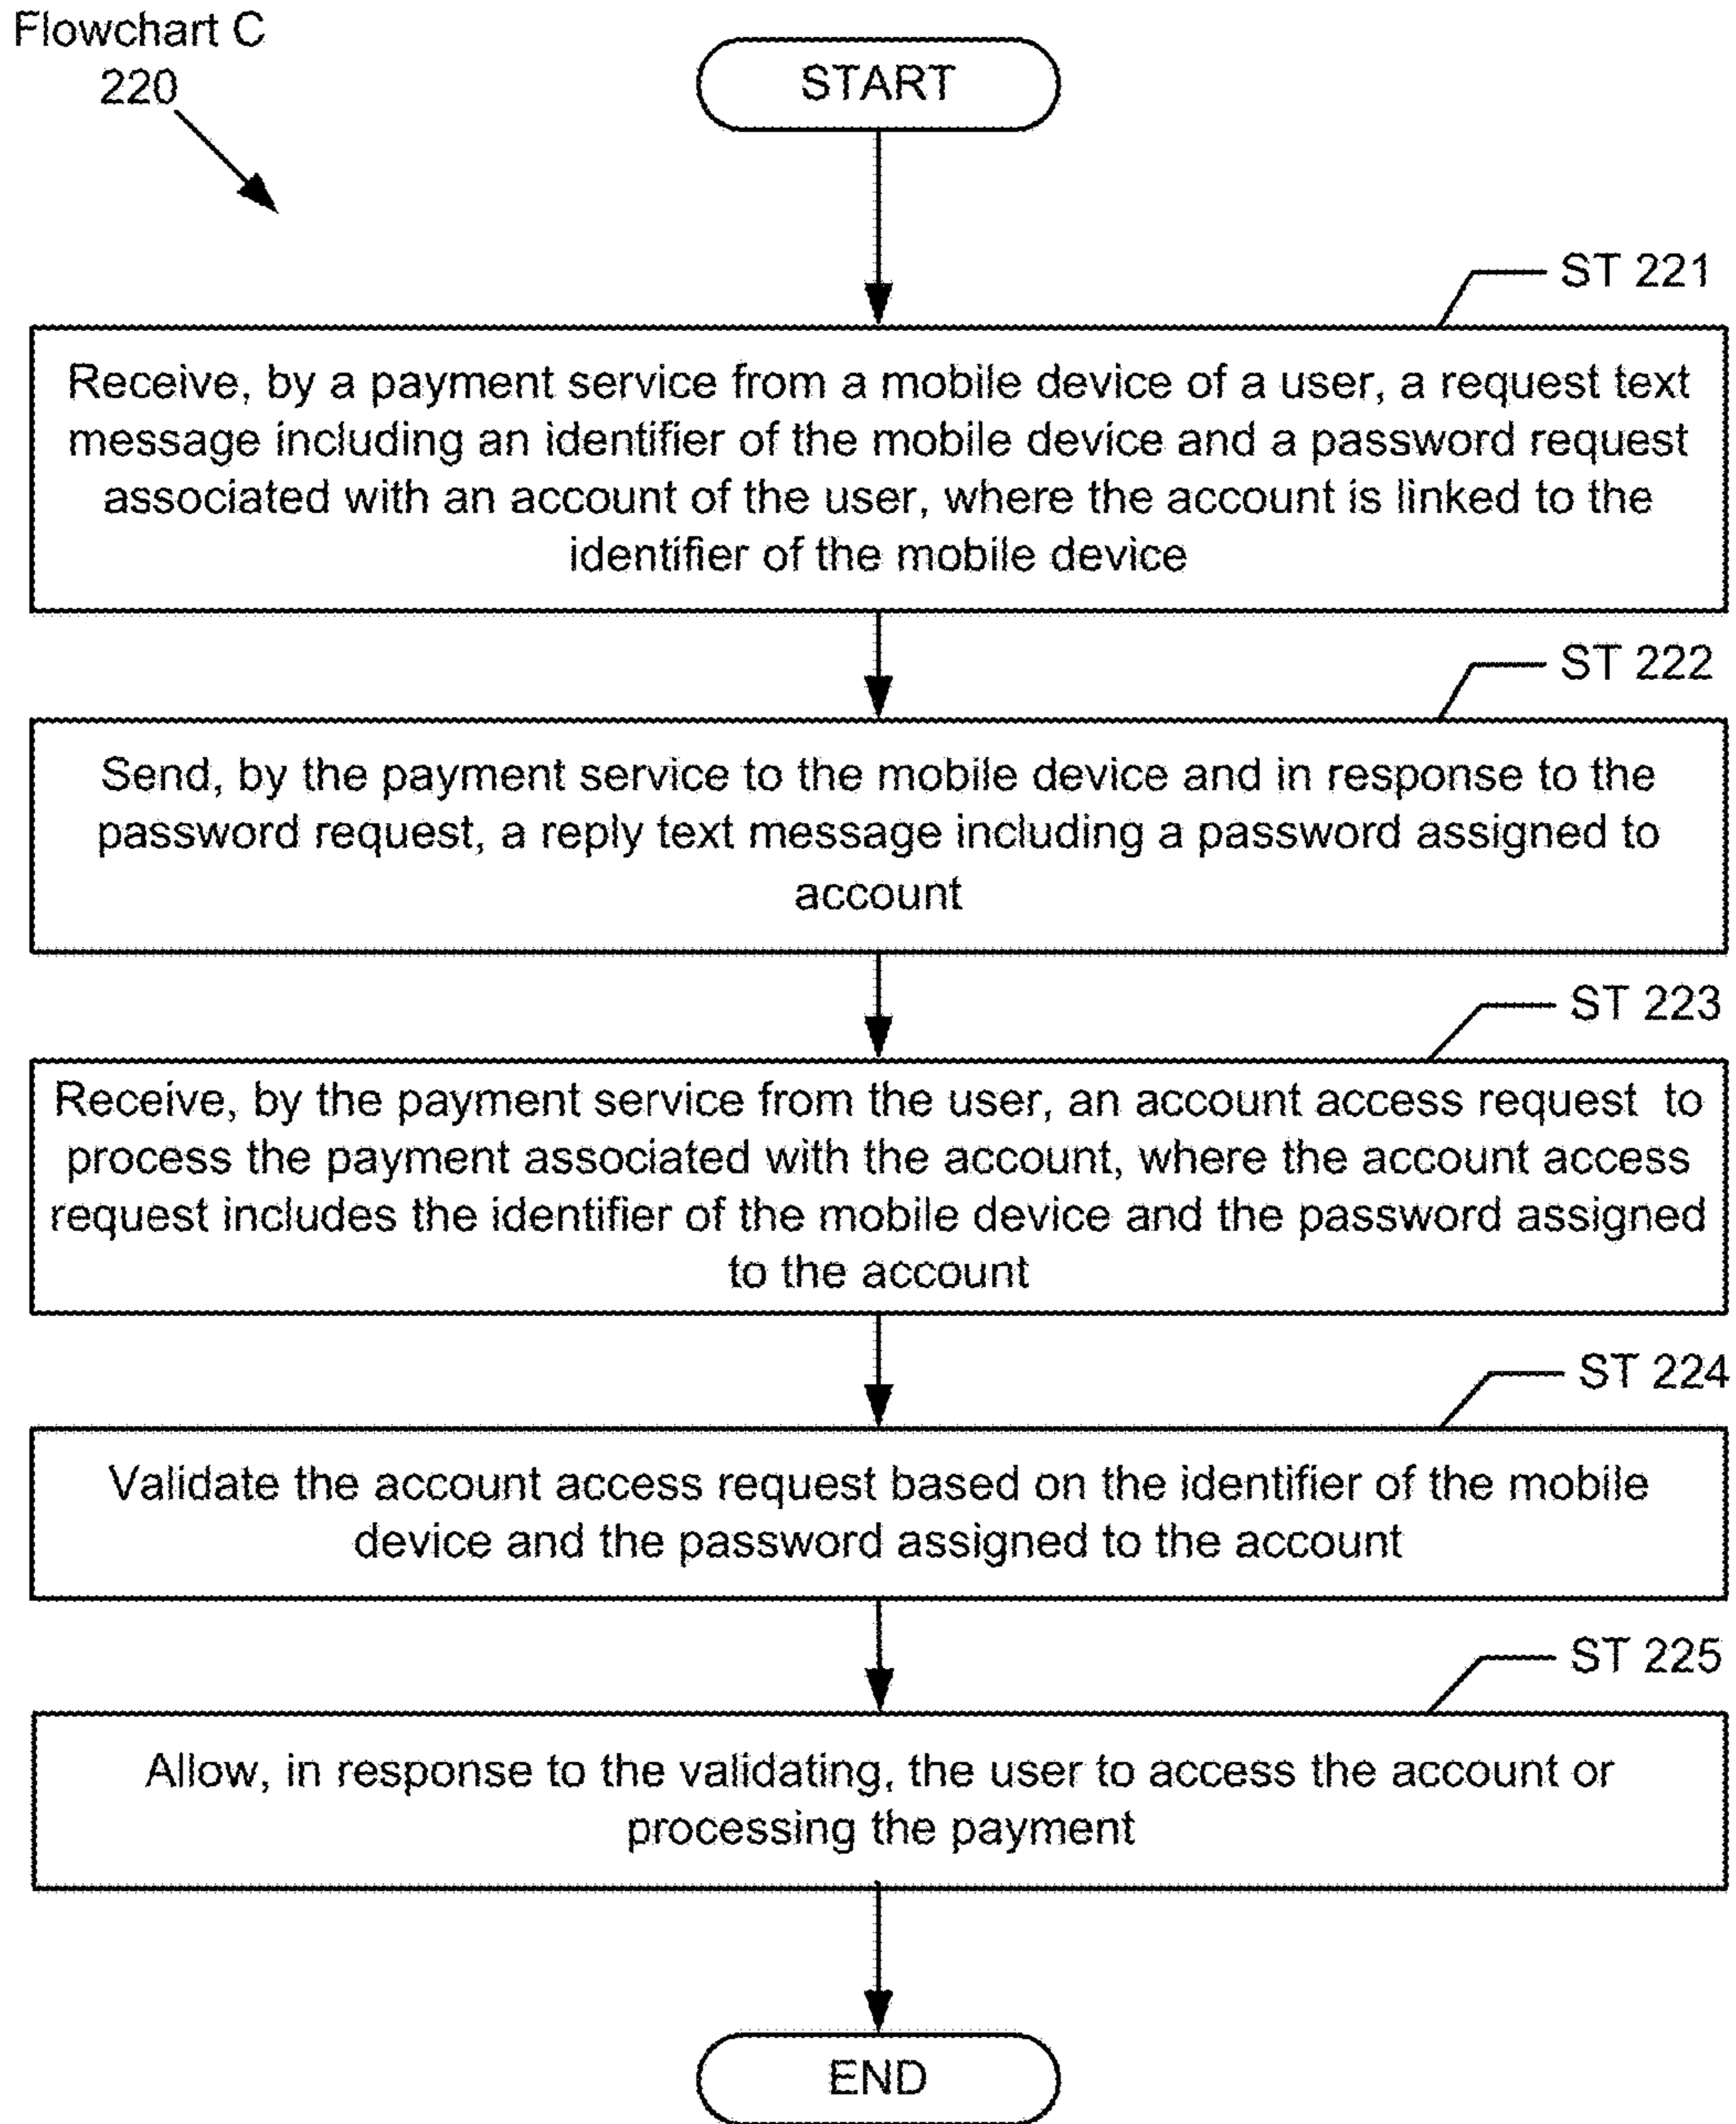 Flowchart C
220
START
ST 221
Receive, by a payment service from a mobile device of a user, a request text
message including an identifier of the mobile device and a password request
associated with an account of the user, where the account is linked to the
identifier of the mobile device
ST 222
Send, by the payment service to the mobile device and in response to the
password request, a reply text message including a password assigned to
account
ST 223
Receive, by the payment service from the user, an account access request to
process the payment associated with the account, where the account access
request includes the identifier of the mobile device and the password assigned
to the account
ST 224
Validate the account access request based on the identifier of the mobile
device and the password assigned to the account
ST 225
Allow, in response to the validating, the user to access the account or
processing the payment
END